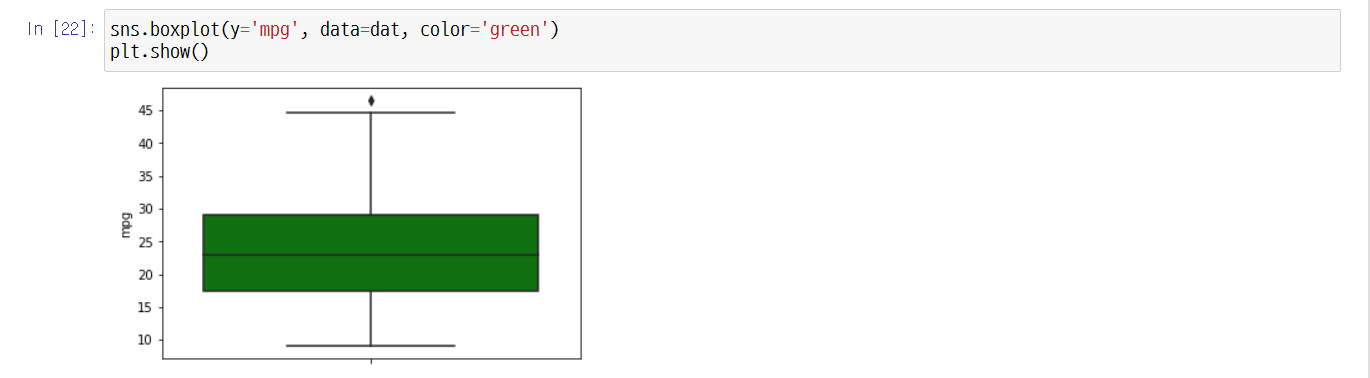 In [22]:
sns.boxplot(y='mpg', data=dat, color='green')
plt.show()
45
40
35
30
25
20
15
10
mpg